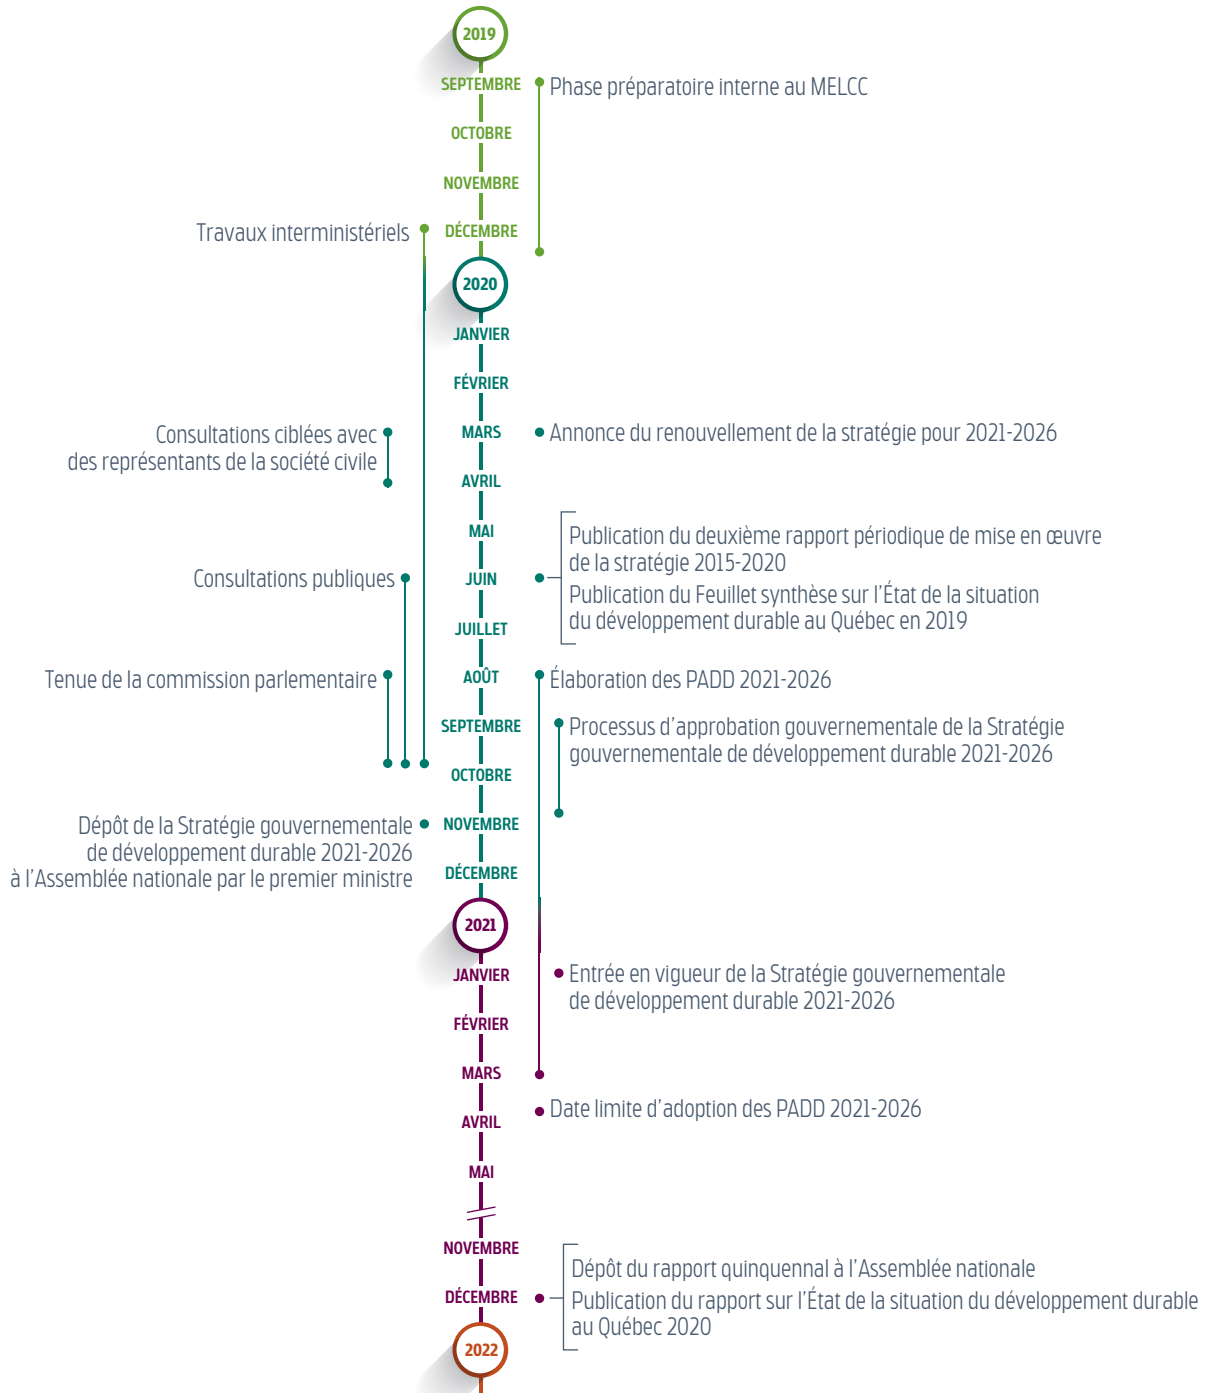 2019
SEPTEMBRE
Phase préparatoire interne au MELCC
OCTOBRE
NOVEMBRE
Travaux interministériels
DÉCEMBRE
2020
JANVIER
FÉVRIER
Consultations ciblées avec
des représentants de la société civile
MARS
Annonce du renouvellement de la stratégie pour 2021-2026
AVRIL
MAI
Publication du deuxième rapport périodique de mise en œuvre
de la stratégie 2015-2020
Consultations publiques
JUIN
Publication du Feuillet synthèse sur l'État de la situation
du développement durable au Québec en 2019
JUILLET
Tenue de la commission parlementaire
AOÛT
Élaboration des PADD 2021-2026
SEPTEMBRE
Processus d'approbation gouvernementale de la Stratégie
gouvernementale de développement durable 2021-2026
OCTOBRE
Dépôt de la Stratégie gouvernementale
de développement durable 2021-2026
à l'Assemblée nationale par le premier ministre
NOVEMBRE
DÉCEMBRE
2021
JANVIER
Entrée en vigueur de la Stratégie gouvernementale
de développement durable 2021-2026
FÉVRIER
MARS
Date limite d'adoption des PADD 2021-2026
AVRIL
MAI
NOVEMBRE
Dépôt du rapport quinquennal à l'Assemblée nationale
DÉCEMBRE
Publication du rapport sur l'État de la situation du développement durable
au Québec 2020
2022